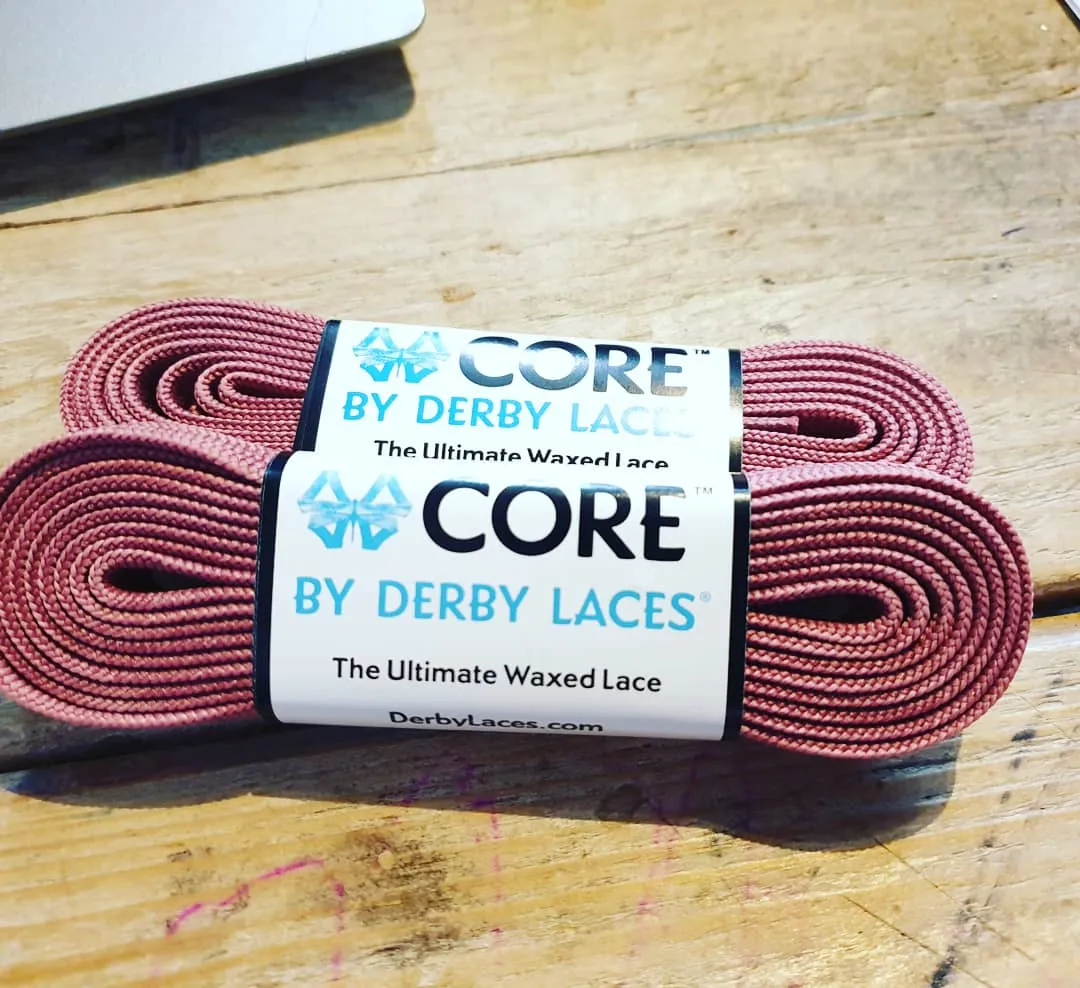 CORE™
BY DERBY LACES
The Ultimate Waxed Lace
CORE™
BY DERBY LACES®
The Ultimate Waxed Lace
DerbyLaces.com